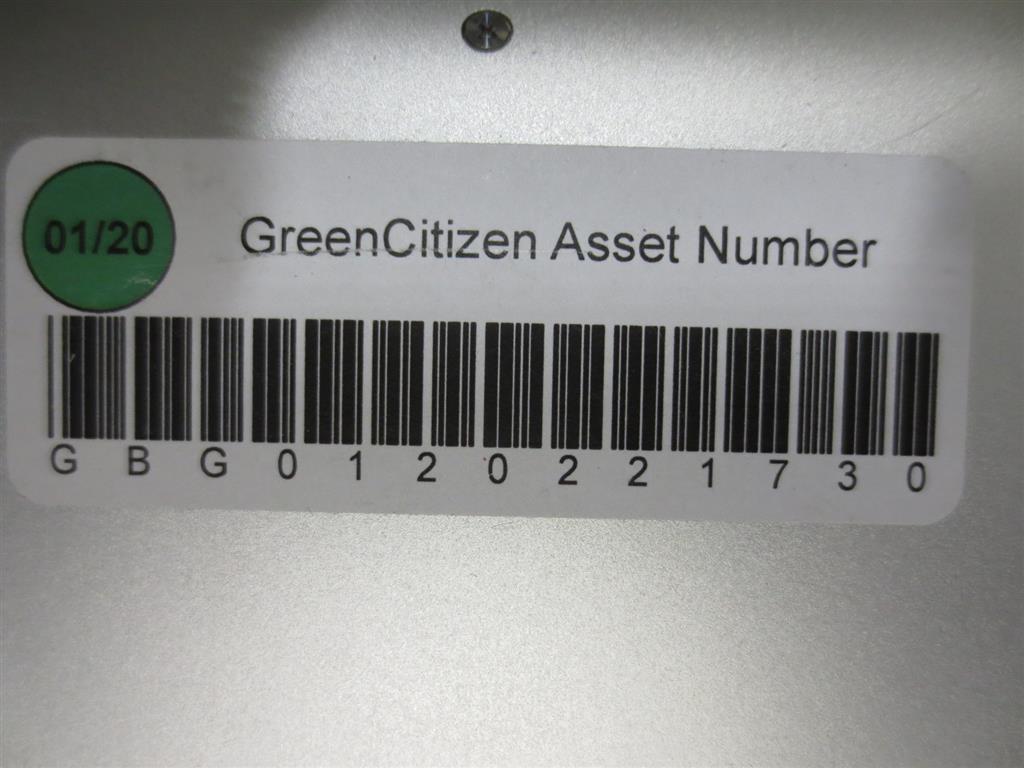 01/20
GreenCitizen Asset Number
G B G 0 1 2 0 2 2 1 7 3 0